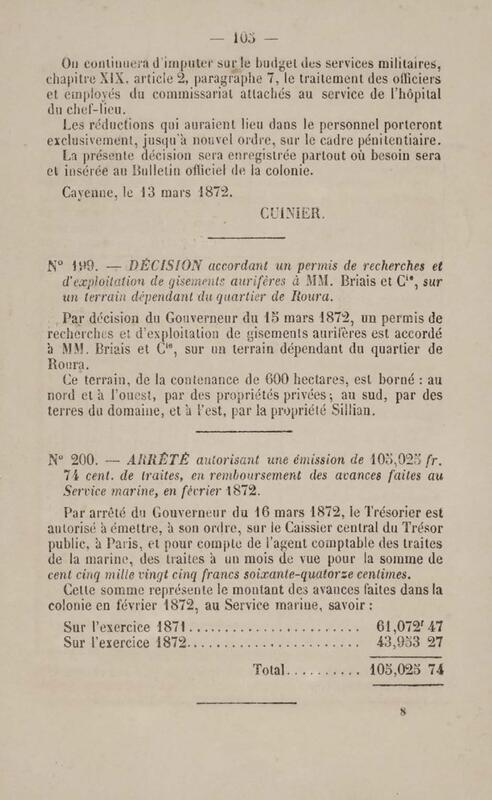 — 105 —
On continuera d'imputer sur le budget des services militaires,
chapitre XIX, article 2, paragraphe 7, le traitement des officiers
et employés du commissariat attachés au service de l'hôpital
du chef-lieu.
Les réductions qui auraient lieu dans le personnel porteront
exclusivement, jusqu'à nouvel ordre, sur le cadre pénitentiaire.
La présente décision sera enregistrée partout où besoin sera
et insérée au Bulletin officiel de la colonie.
Cayenne, le 13 mars 1872.
CUINIER.
N° 199. — DÉCISION accordant un permis de recherches et
d'exploitation de gisements aurifères à MM. Briais et Cie, sur
un terrain dépendant du quartier de Roura.
Par décision du Gouverneur du 15 mars 1872, un permis de
recherches et d'exploitation de gisements aurifères est accordé
à MM. Briais et Cie, sur un terrain dépendant du quartier de
Roura.
Ce terrain, de la contenance de 600 hectares, est borné : au
nord et à l'ouest, par des propriétés privées; au sud, par des
terres du domaine, et à l'est, par la propriété Sillian.
N° 200. — ARRÊTÉ autorisant une émission de 105,025 fr.
74 cent. de traites, en remboursement des avances faites au
Service marine, en février 1872.
Par arrêté du Gouverneur du 16 mars 1872, le Trésorier est
autorisé à émettre, à son ordre, sur le Caissier central du Trésor
public, à Paris, et pour compte de l'agent comptable des traites
de la marine, des traites à un mois de vue pour la somme de
cent cinq mille vingt cinq francs soixante-quatorze centimes.
Cette somme représente le montant des avances faites dans la
colonie en février 1872, au Service marine, savoir :
Sur l'exercice 1871........................ 61,072f 47
Sur l'exercice 1872........................ 43,953 27
Total.......... 105,025 74
8